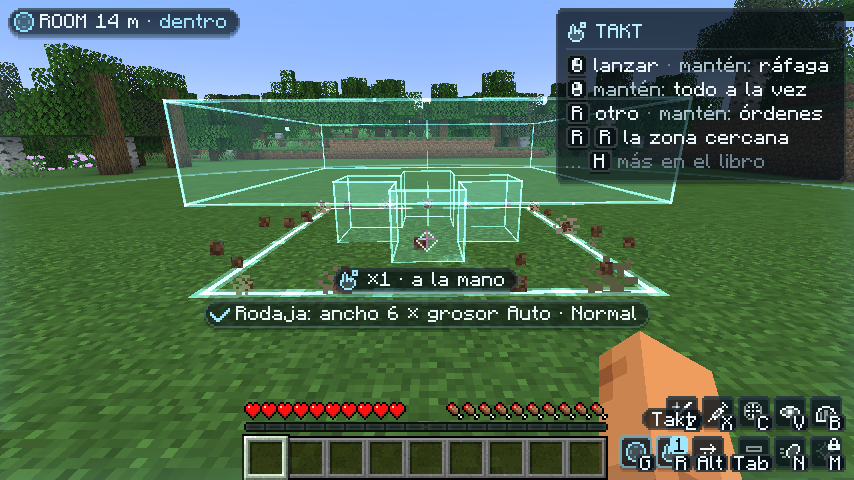 ROOM 14 m · dentro
TAKT
lanzar · mantén: ráfaga
mantén: todo a la vez
R otro · mantén: órdenes
R R la zona cercana
... H más en el libro
×1 · a la mano
Rodaja: ancho 6 × grosor Auto · Normal
Takt Z X C V B
1
G R Alt Tab N M